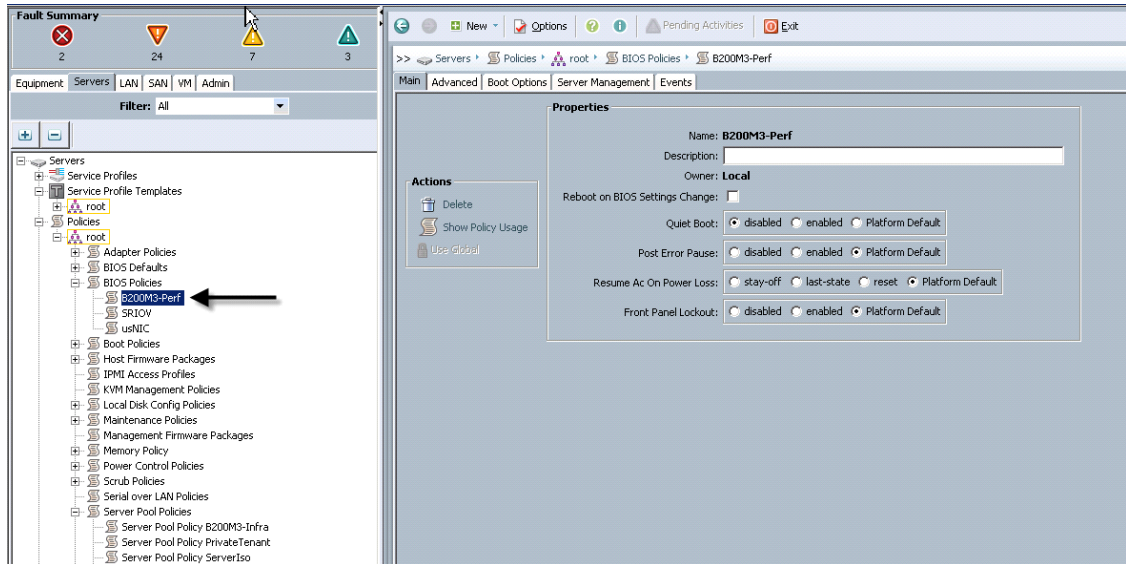 Fault Summary
2 24 7 3
Equipment Servers LAN SAN VM Admin
Filter: All
Servers
Service Profiles
Service Profile Templates
root
Policies
root
Adapter Policies
BIOS Defaults
BIOS Policies
B200M3-Perf
SRIOV
usNIC
Boot Policies
Host Firmware Packages
IPMI Access Profiles
KVM Management Policies
Local Disk Config Policies
Maintenance Policies
Management Firmware Packages
Memory Policy
Power Control Policies
Scrub Policies
Serial over LAN Policies
Server Pool Policies
Server Pool Policy B200M3-Infra
Server Pool Policy PrivateTenant
Server Pool Policy ServerIso
New Options Pending Activities Exit
>> Servers Policies root BIOS Policies B200M3-Perf
Main Advanced Boot Options Server Management Events
Actions
Delete
Show Policy Usage
Use Global
Properties
Name: B200M3-Perf
Description:
Owner: Local
Reboot on BIOS Settings Change:
Quiet Boot: disabled enabled Platform Default
Post Error Pause: disabled enabled Platform Default
Resume Ac On Power Loss: stay-off last-state reset Platform Default
Front Panel Lockout: disabled enabled Platform Default